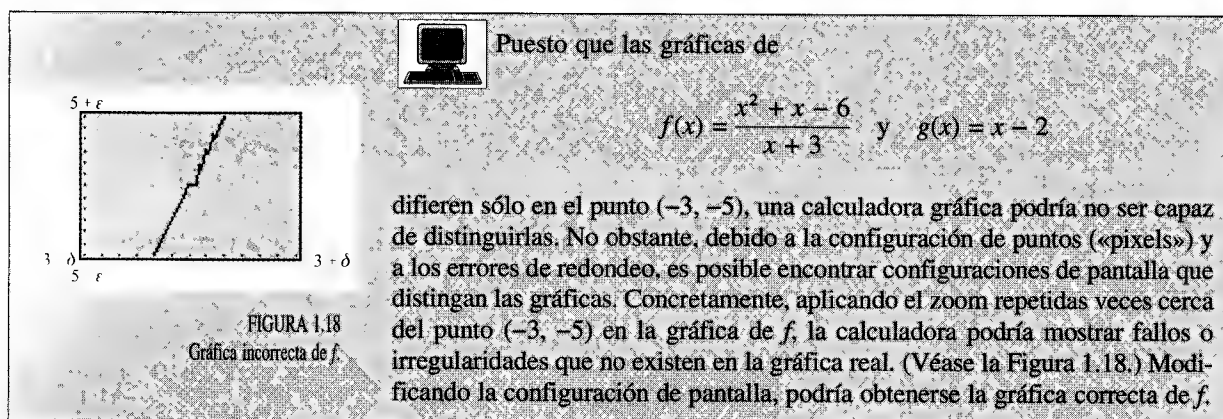 Puesto que las gráficas de
f(x) = \frac{x^2 + x - 6}{x + 3} y g(x) = x - 2
difieren sólo en el punto (−3, −5), una calculadora gráfica podría no ser capaz
de distinguirlas. No obstante, debido a la configuración de puntos («pixels») y
a los errores de redondeo, es posible encontrar configuraciones de pantalla que
distingan las gráficas. Concretamente, aplicando el zoom repetidas veces cerca
del punto (−3, −5) en la gráfica de f, la calculadora podría mostrar fallos o
irregularidades que no existen en la gráfica real. (Véase la Figura 1.18.) Modi-
ficando la configuración de pantalla, podría obtenerse la gráfica correcta de f.
5 + ε
3 δ
3 - δ
5 ε
FIGURA 1.18
Gráfica incorrecta de f.